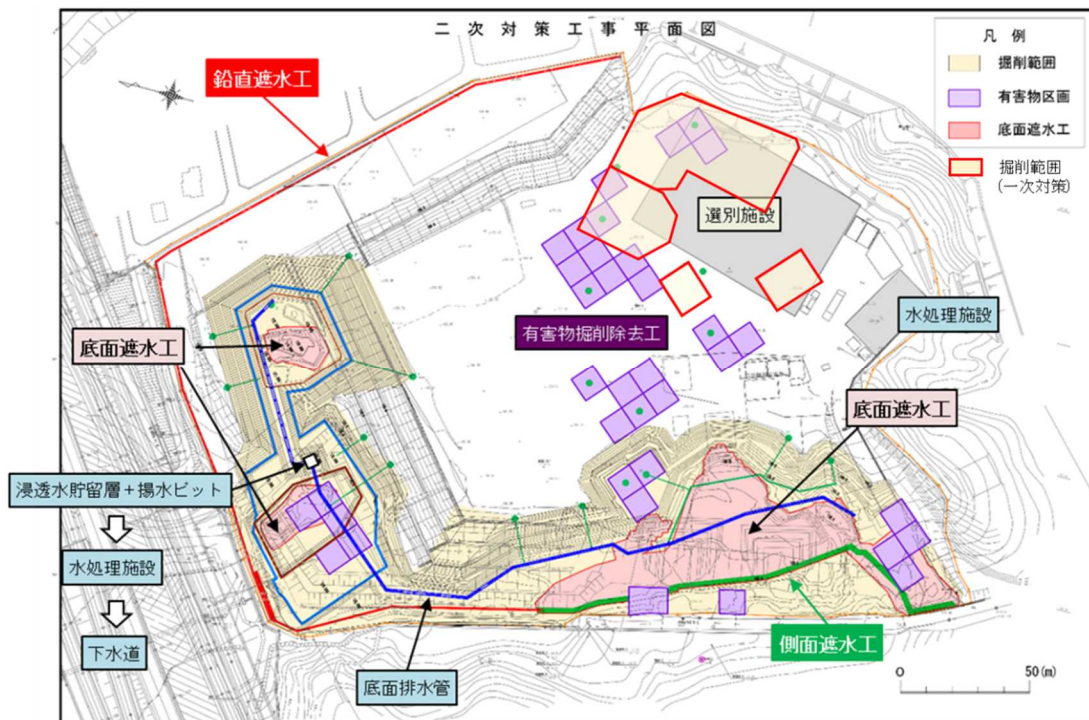 二次対策工事平面図
凡例
掘削範囲
有害物区画
底面遮水工
掘削範囲
(一次対策)
鉛直遮水工
選別施設
水処理施設
有害物掘削除去工
底面遮水工
底面遮水工
浸透水貯留層+揚水ピット
水処理施設
下水道
底面排水管
側面遮水工
0
50(m)